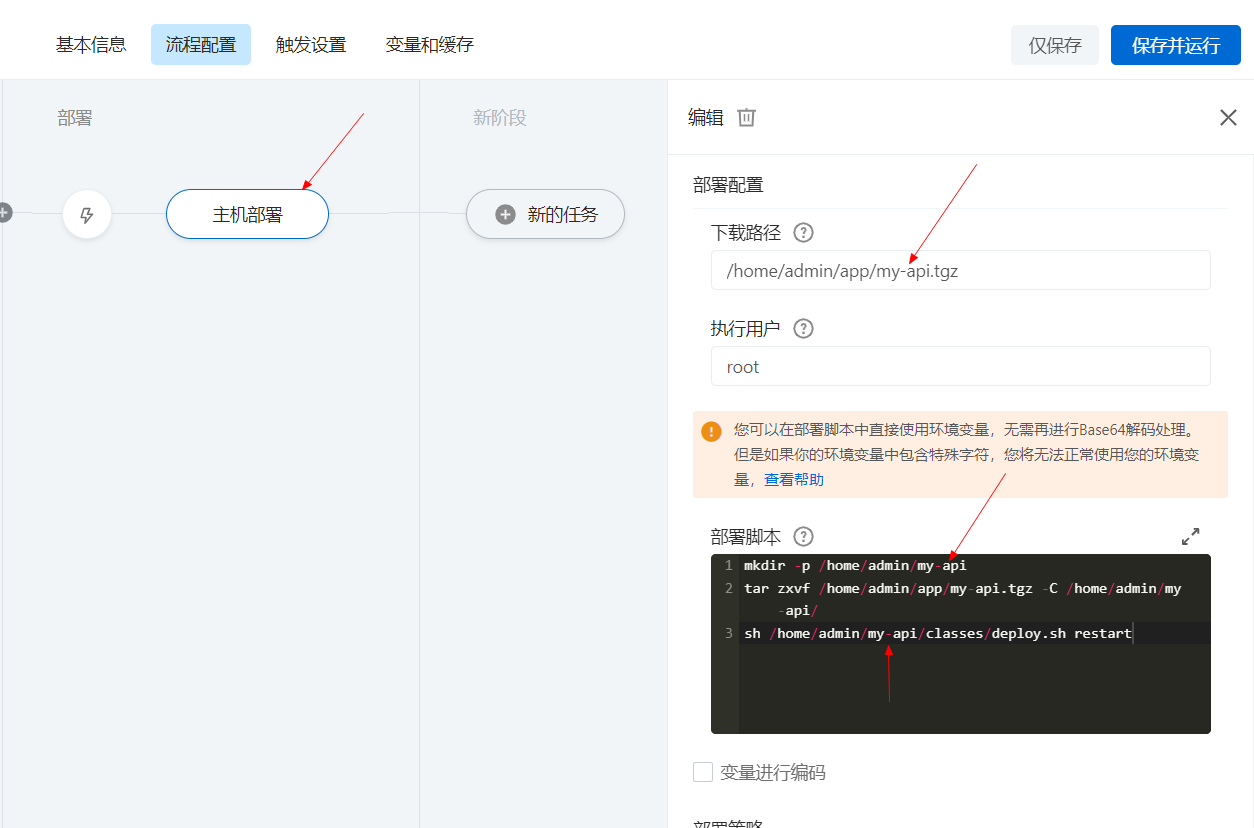 基本信息 流程配置 触发设置 变量和缓存 仅保存 保存并运行
部署 新阶段
主机部署 新的任务
编辑
部署配置
下载路径
/home/admin/app/my-api.tgz
执行用户
root
您可以在部署脚本中直接使用环境变量，无需再进行Base64解码处理。
但是如果你的环境变量中包含特殊字符，您将无法正常使用您的环境变
量，查看帮助
部署脚本
1 mkdir -p /home/admin/my-api
2 tar zxvf /home/admin/app/my-api.tgz -C /home/admin/my
-api/
3 sh /home/admin/my-api/classes/deploy.sh restart
变量进行编码
部署策略